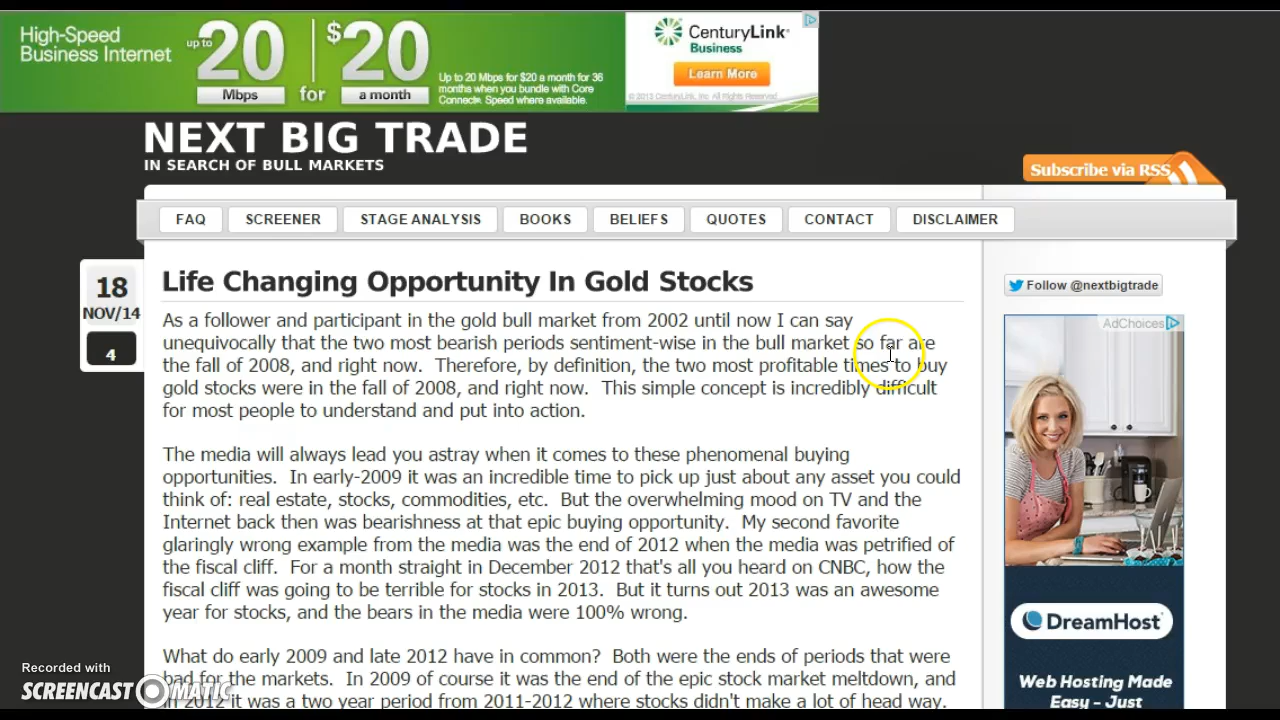 High-Speed
Business Internet
up to 20 Mbps
for
$20 a month
Up to 20 Mbps for $20 a month for 36
months when you bundle with Core
Connect. Speed where available.
CenturyLink
Business
Learn More
© 2013 CenturyLink, Inc. All Rights Reserved
NEXT BIG TRADE
IN SEARCH OF BULL MARKETS
Subscribe via RSS
FAQ SCREENER STAGE ANALYSIS BOOKS BELIEFS QUOTES CONTACT DISCLAIMER
18
NOV/14
4
Life Changing Opportunity In Gold Stocks
As a follower and participant in the gold bull market from 2002 until now I can say
unequivocally that the two most bearish periods sentiment-wise in the bull market so far are
the fall of 2008, and right now. Therefore, by definition, the two most profitable times to buy
gold stocks were in the fall of 2008, and right now. This simple concept is incredibly difficult
for most people to understand and put into action.
The media will always lead you astray when it comes to these phenomenal buying
opportunities. In early-2009 it was an incredible time to pick up just about any asset you could
think of: real estate, stocks, commodities, etc. But the overwhelming mood on TV and the
Internet back then was bearishness at that epic buying opportunity. My second favorite
glaringly wrong example from the media was the end of 2012 when the media was petrified of
the fiscal cliff. For a month straight in December 2012 that's all you heard on CNBC, how the
fiscal cliff was going to be terrible for stocks in 2013. But it turns out 2013 was an awesome
year for stocks, and the bears in the media were 100% wrong.
What do early 2009 and late 2012 have in common? Both were the ends of periods that were
bad for the markets. In 2009 of course it was the end of the epic stock market meltdown, and
in 2012 it was a two year period from 2011-2012 where stocks didn't make a lot of head way.
Follow @nextbigtrade
AdChoices
DreamHost
Web Hosting Made
Easy - Just
Recorded with
SCREENCAST-O-MATIC